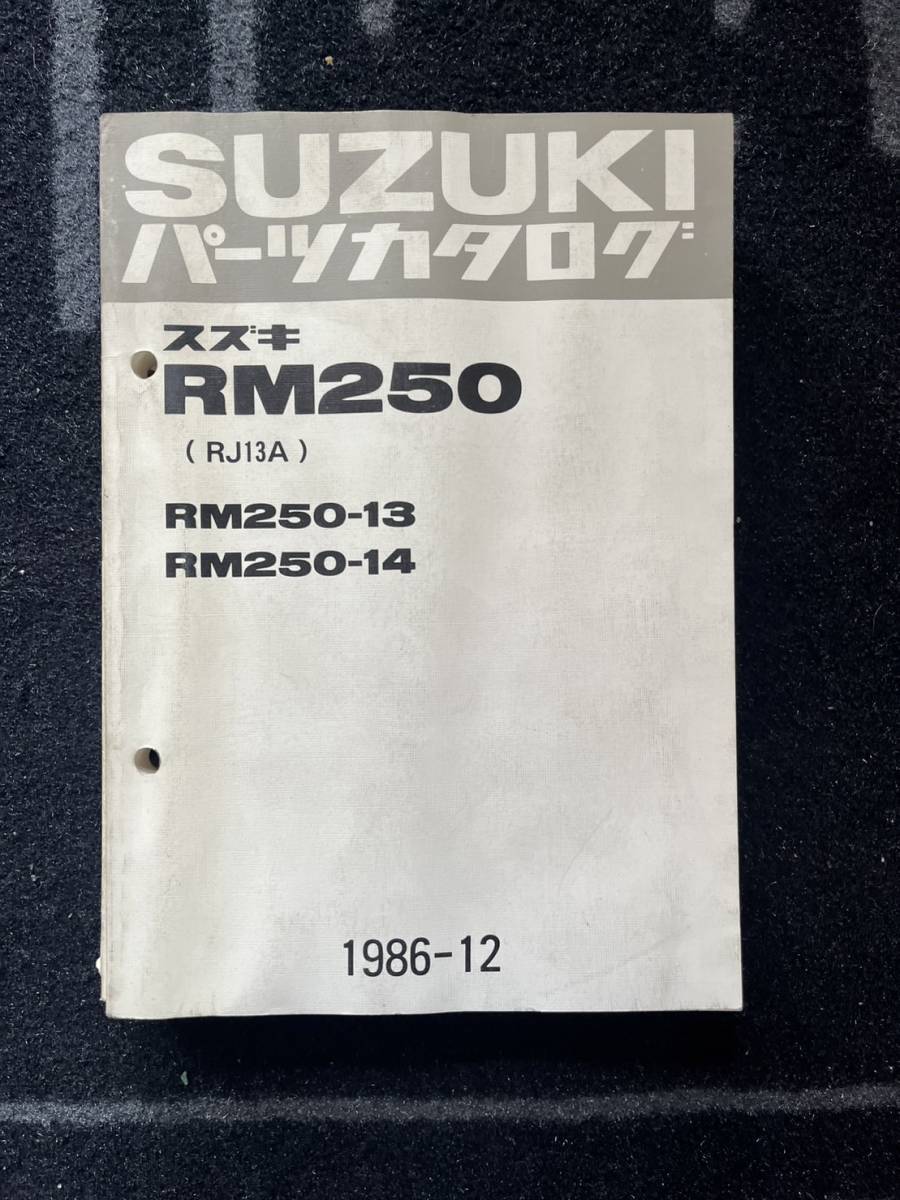 SUZUKI
パーツカタログ
スズキ
RM250
( RJ13A )
RM250-13
RM250-14
1986-12